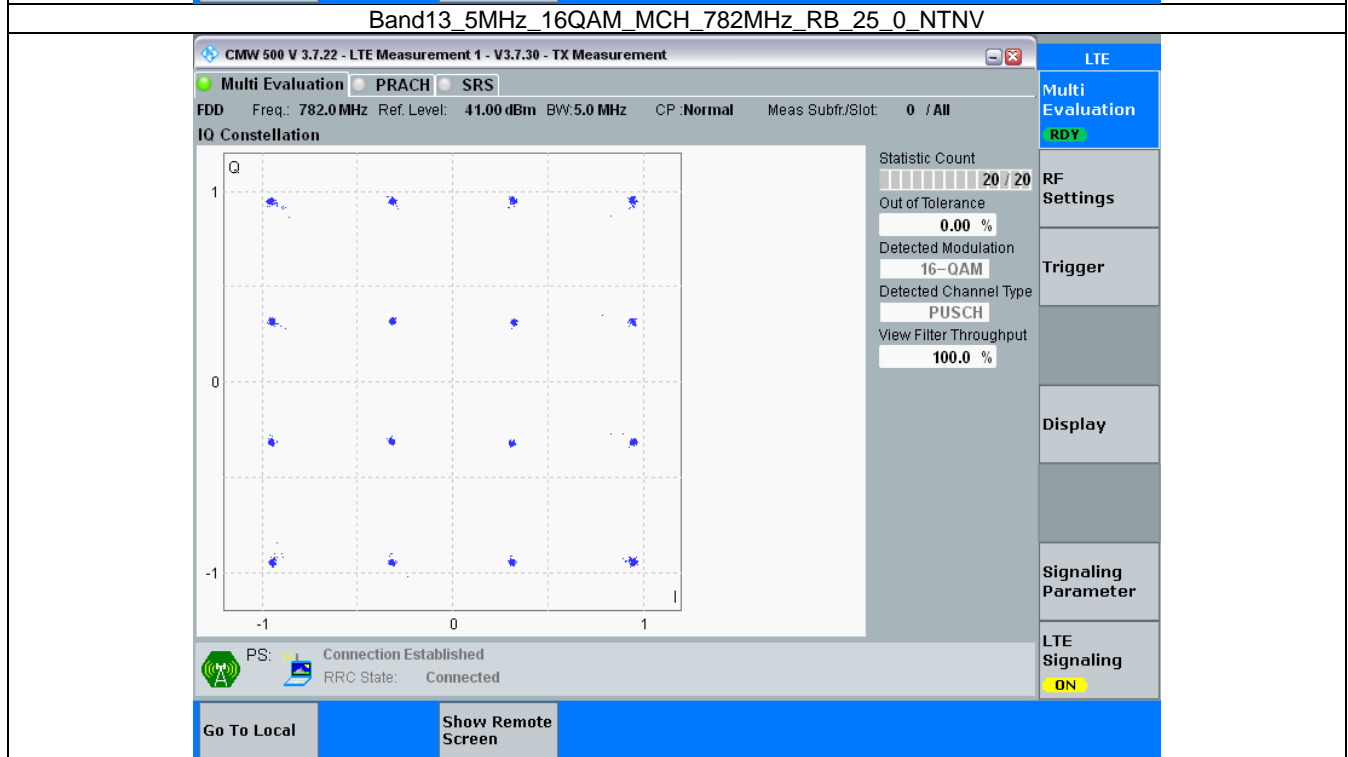 Band13_5MHz_16QAM_MCH_782MHz_RB_25_0_NTNV
CMW 500 V 3.7.22 - LTE Measurement 1 - V3.7.30 - TX Measurement
LTE
Multi Evaluation PRACH SRS
FDD Freq.: 782.0 MHz Ref. Level: 41.00 dBm BW:5.0 MHz CP :Normal Meas Subfr./Slot: 0 / All
IQ Constellation
Q
1
0
-1
-1 0 1
I
Statistic Count
20 / 20
Out of Tolerance
0.00 %
Detected Modulation
16-QAM
Detected Channel Type
PUSCH
View Filter Throughput
100.0 %
Multi
Evaluation
RDY
RF
Settings
Trigger
Display
Signaling
Parameter
LTE
Signaling
ON
PS: Connection Established
RRC State: Connected
Go To Local
Show Remote
Screen